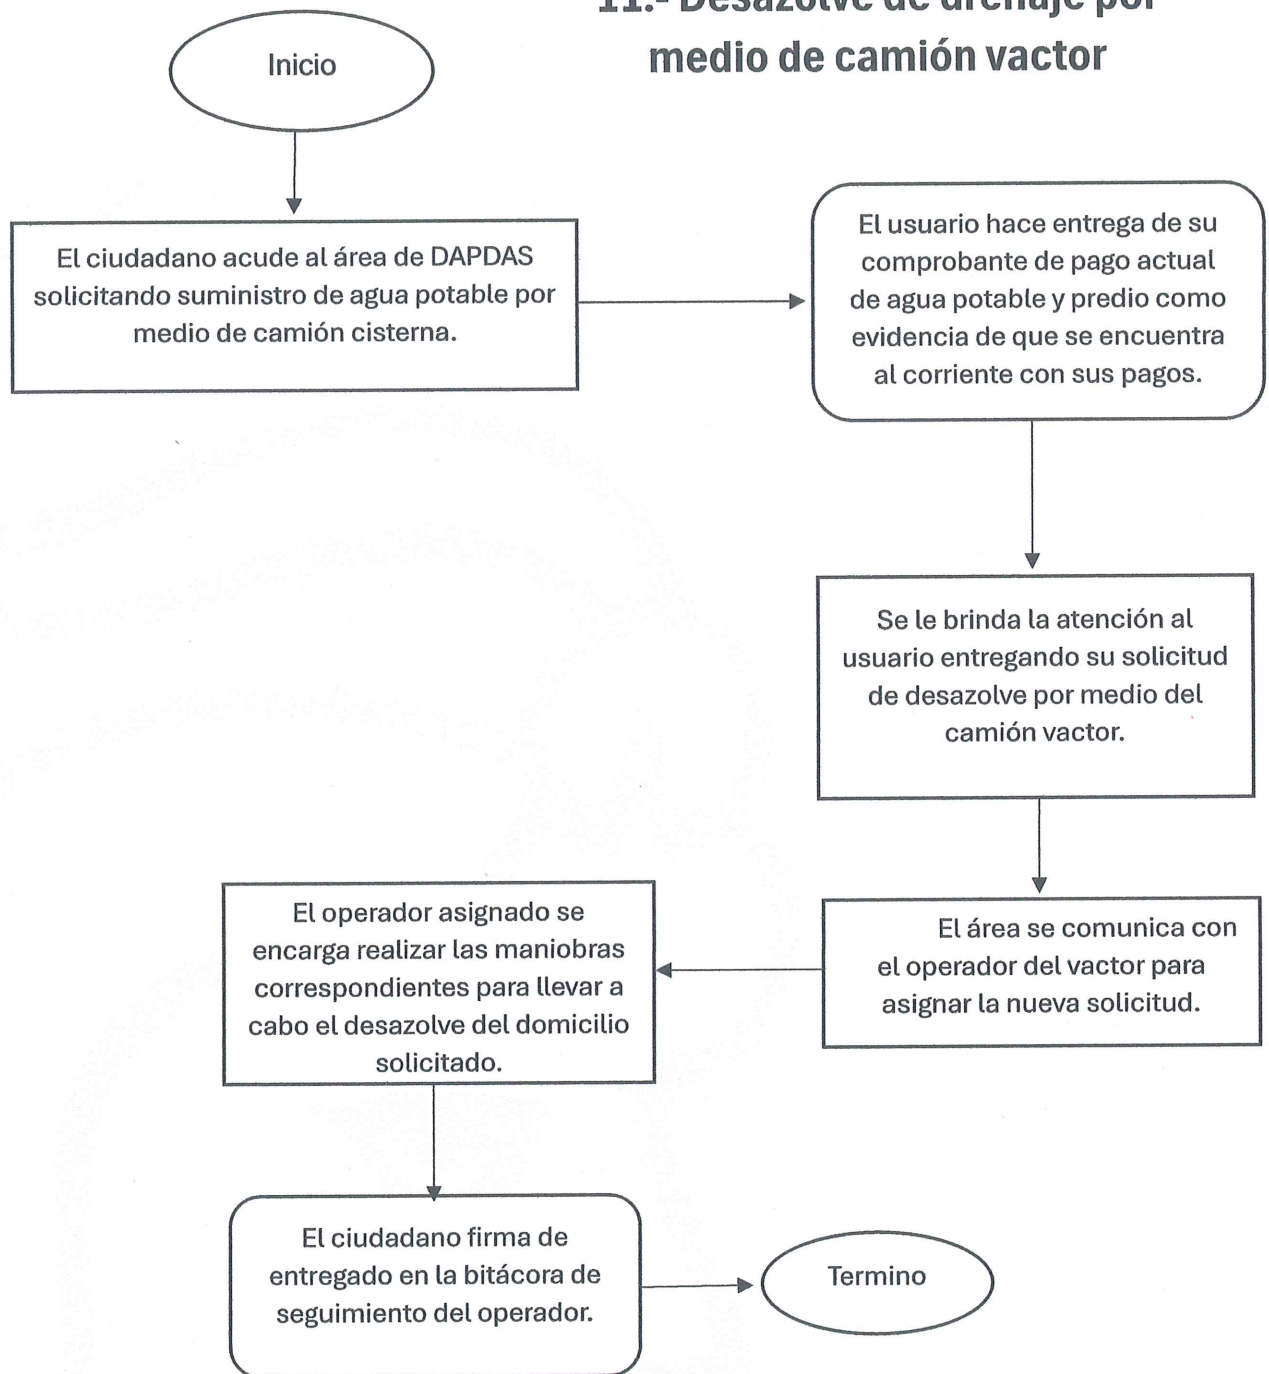 11.- Desazolve de drenaje por
medio de camión vactor
Inicio
El ciudadano acude al área de DAPDAS
solicitando suministro de agua potable por
medio de camión cisterna.
El usuario hace entrega de su
comprobante de pago actual
de agua potable y predio como
evidencia de que se encuentra
al corriente con sus pagos.
Se le brinda la atención al
usuario entregando su solicitud
de desazolve por medio del
camión vactor.
El área se comunica con
el operador del vactor para
asignar la nueva solicitud.
El operador asignado se
encarga realizar las maniobras
correspondientes para llevar a
cabo el desazolve del domicilio
solicitado.
El ciudadano firma de
entregado en la bitácora de
seguimiento del operador.
Termino